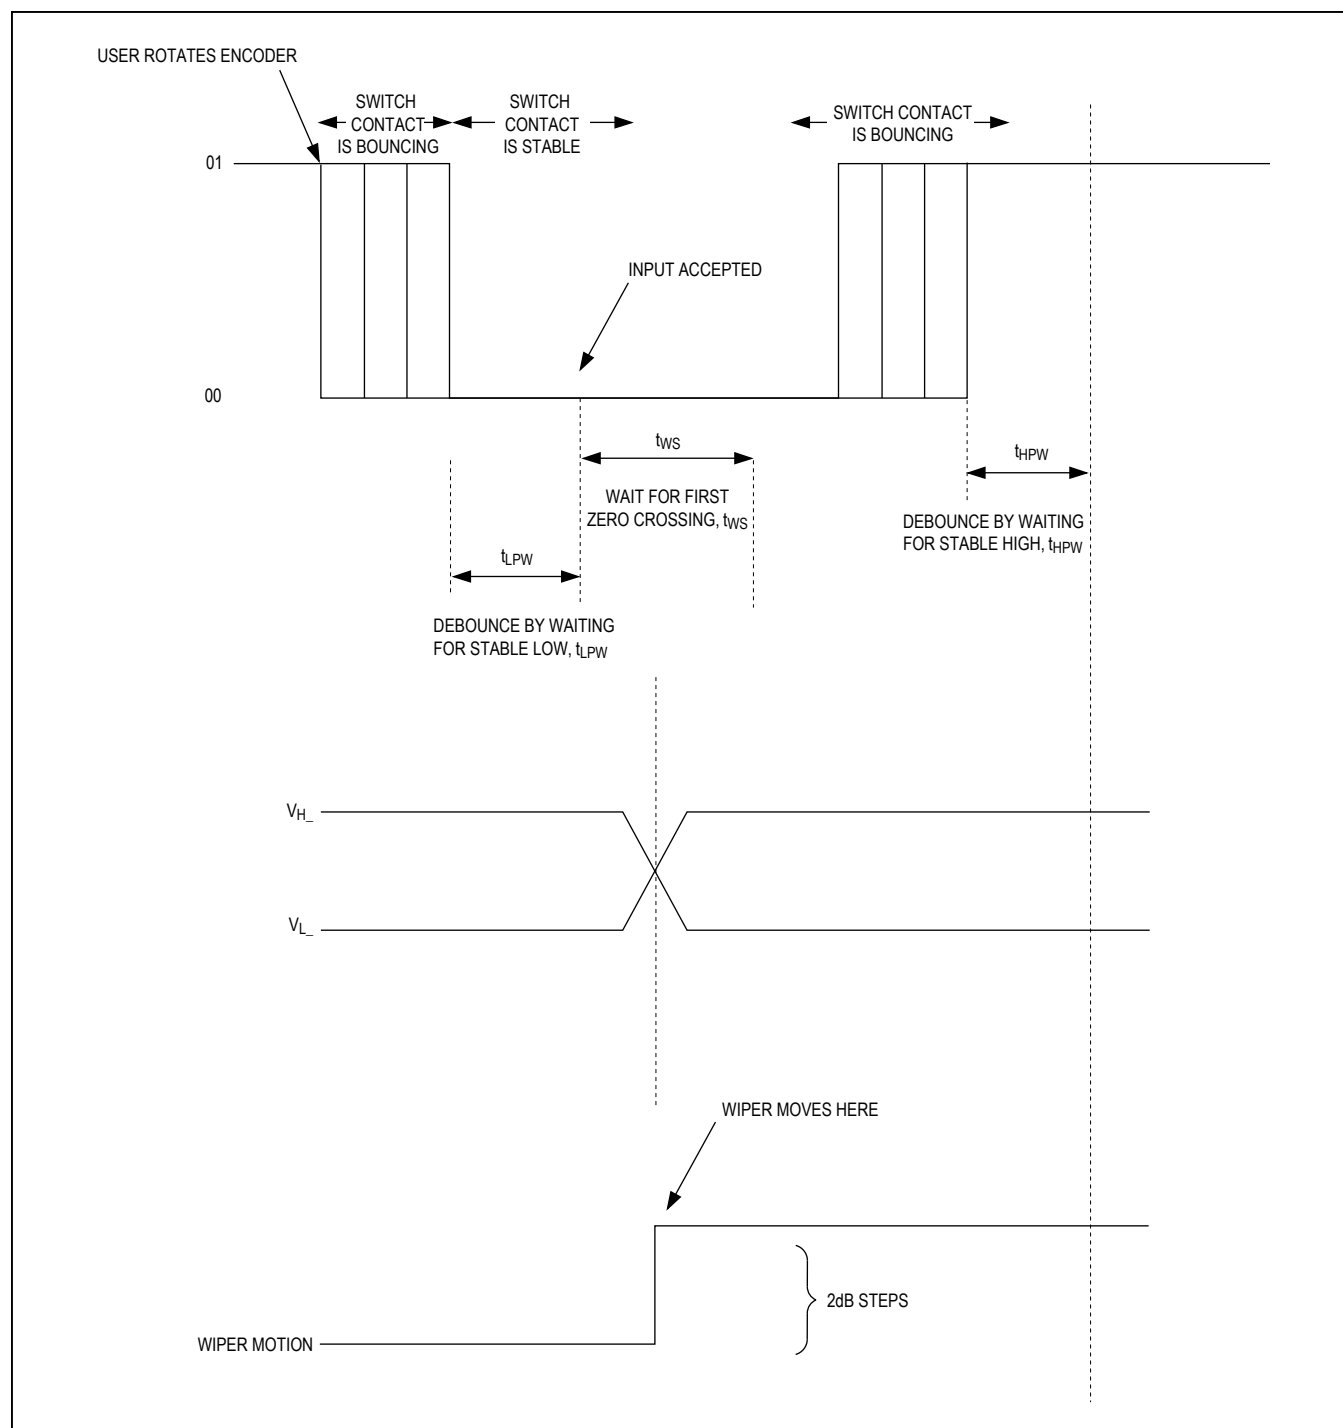 USER ROTATES ENCODER
SWITCH
CONTACT
IS BOUNCING
SWITCH
CONTACT
IS STABLE
SWITCH CONTACT
IS BOUNCING
01
INPUT ACCEPTED
00
tWS
WAIT FOR FIRST
ZERO CROSSING, tWS
tHPW
DEBOUNCE BY WAITING
FOR STABLE HIGH, tHPW
tLPW
DEBOUNCE BY WAITING
FOR STABLE LOW, tLPW
VH_
VL_
WIPER MOVES HERE
2dB STEPS
WIPER MOTION